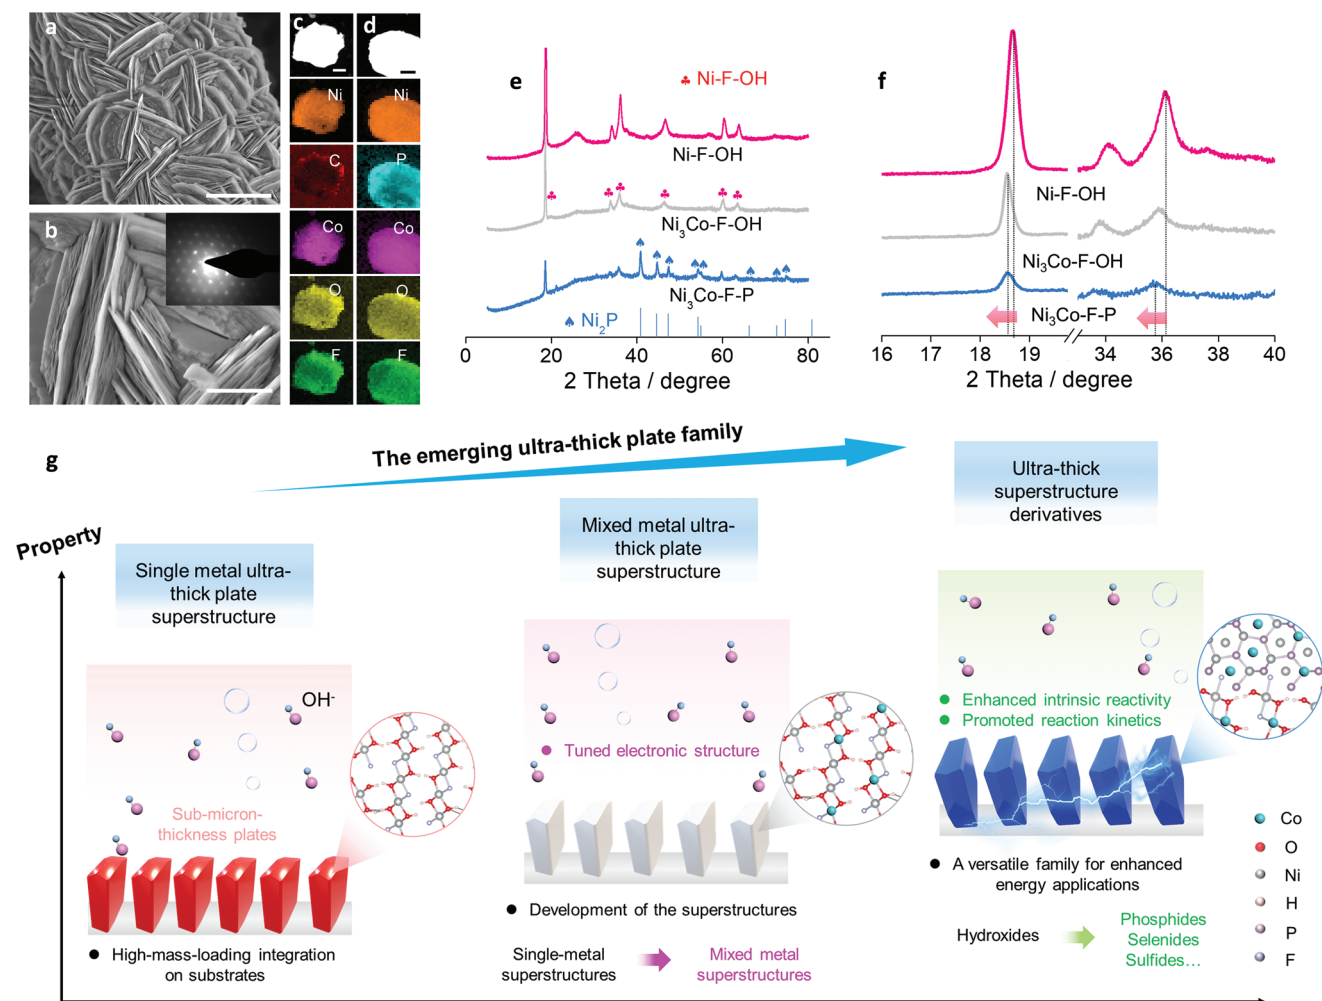 a
b
c
d
Ni
Ni
C
P
Co
Co
O
O
F
F
e
♣ Ni-F-OH
Ni-F-OH
Ni3Co-F-OH
Ni3Co-F-P
♠ Ni2P
0 20 40 60 80
2 Theta / degree
f
Ni-F-OH
Ni3Co-F-OH
Ni3Co-F-P
16 17 18 19 34 36 38 40
2 Theta / degree
g
The emerging ultra-thick plate family
Property
Single metal ultra-
thick plate
superstructure
OH-
Sub-micron-
thickness plates
● High-mass-loading integration
on substrates
Mixed metal ultra-
thick plate
superstructure
● Tuned electronic structure
● Development of the superstructures
Single-metal
superstructures
Mixed metal
superstructures
Ultra-thick
superstructure
derivatives
● Enhanced intrinsic reactivity
● Promoted reaction kinetics
● A versatile family for enhanced
energy applications
Hydroxides
Phosphides
Selenides
Sulfides…
Co
O
Ni
H
P
F